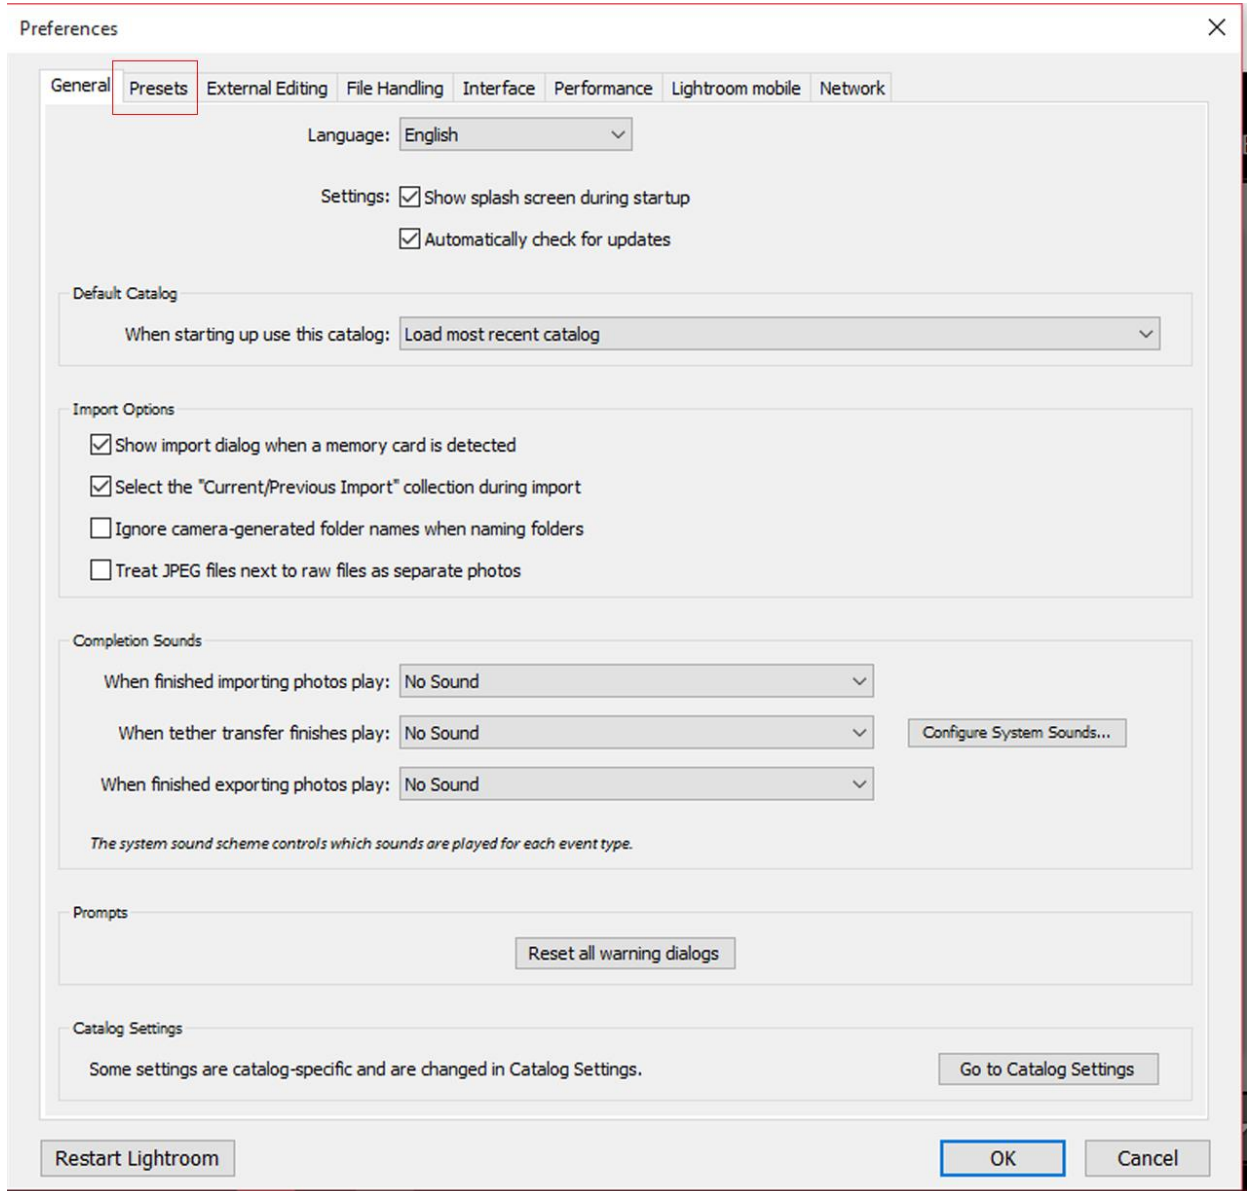 Preferences
General Presets External Editing File Handling Interface Performance Lightroom mobile Network
Language: English
Settings: Show splash screen during startup
Automatically check for updates
Default Catalog
When starting up use this catalog: Load most recent catalog
Import Options
Show import dialog when a memory card is detected
Select the "Current/Previous Import" collection during import
Ignore camera-generated folder names when naming folders
Treat JPEG files next to raw files as separate photos
Completion Sounds
When finished importing photos play: No Sound
When tether transfer finishes play: No Sound Configure System Sounds...
When finished exporting photos play: No Sound
The system sound scheme controls which sounds are played for each event type.
Prompts
Reset all warning dialogs
Catalog Settings
Some settings are catalog-specific and are changed in Catalog Settings. Go to Catalog Settings
Restart Lightroom OK Cancel